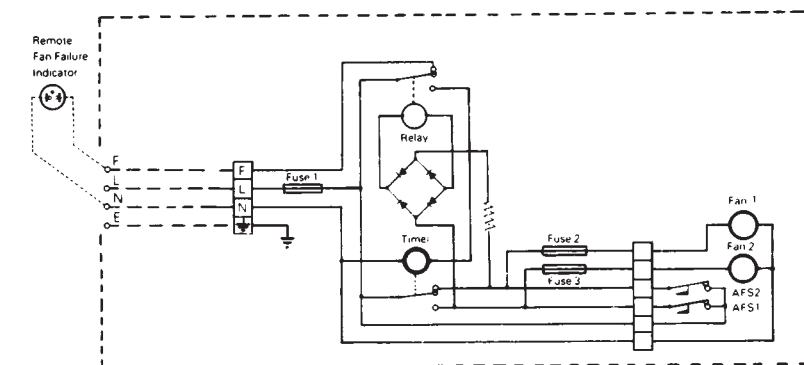 Remote
Fan Failure
Indicator
F
L
N
E
F
L
N
Fuse 1
Relay
Timer
Fuse 2
Fuse 3
Fan 1
Fan 2
AFS2
AFS1